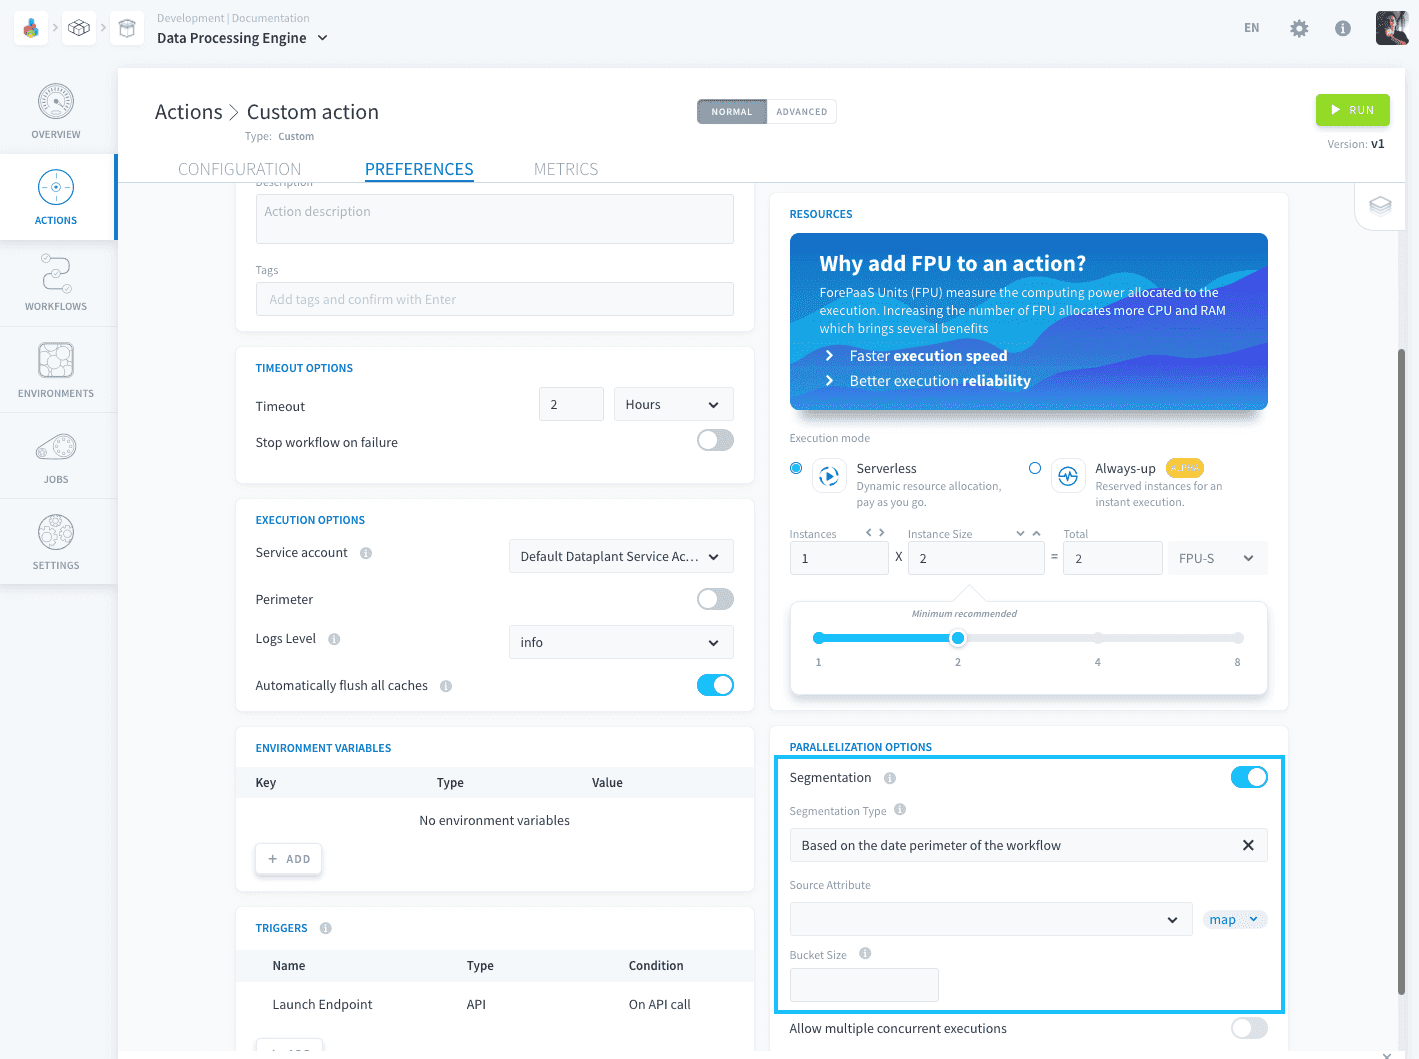 Development | Documentation
Data Processing Engine
EN
OVERVIEW
ACTIONS
WORKFLOWS
ENVIRONMENTS
JOBS
SETTINGS
Actions > Custom action
Type: Custom
NORMAL ADVANCED
RUN
Version: v1
CONFIGURATION PREFERENCES METRICS
Description
Action description
Tags
Add tags and confirm with Enter
TIMEOUT OPTIONS
Timeout 2 Hours
Stop workflow on failure
EXECUTION OPTIONS
Service account Default Dataplant Service Ac...
Perimeter
Logs Level info
Automatically flush all caches
ENVIRONMENT VARIABLES
Key Type Value
No environment variables
+ ADD
TRIGGERS
Name Type Condition
Launch Endpoint API On API call
+ ADD
RESOURCES
Why add FPU to an action?
ForePaaS Units (FPU) measure the computing power allocated to the
execution. Increasing the number of FPU allocates more CPU and RAM
which brings several benefits
Faster execution speed
Better execution reliability
Execution mode
Serverless
Dynamic resource allocation,
pay as you go.
Always-up ALPHA
Reserved instances for an
instant execution.
Instances Instance Size Total
1 X 2 = 2 FPU-S
Minimum recommended
1 2 4 8
PARALLELIZATION OPTIONS
Segmentation
Segmentation Type
Based on the date perimeter of the workflow
Source Attribute
map
Bucket Size
Allow multiple concurrent executions